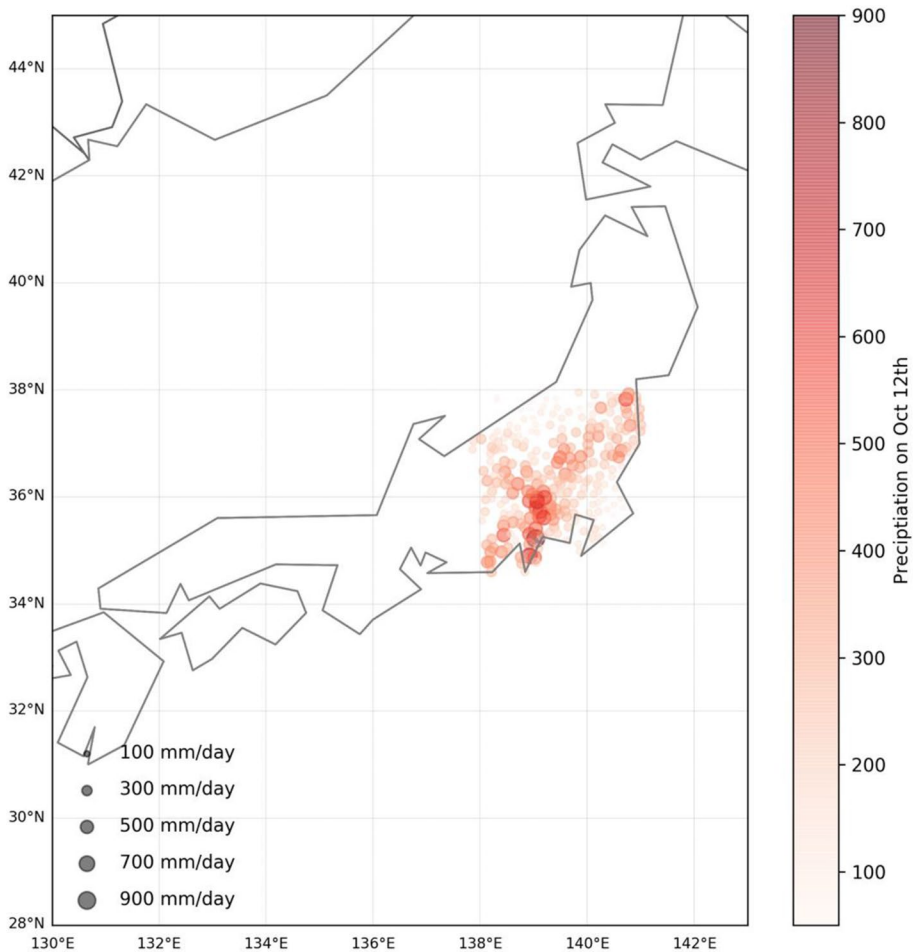 44°N
42°N
40°N
38°N
36°N
34°N
32°N
30°N
28°N
130°E 132°E 134°E 136°E 138°E 140°E 142°E
100 mm/day
300 mm/day
500 mm/day
700 mm/day
900 mm/day
900
800
700
600
500
400
300
200
100
Preciptiation on Oct 12th